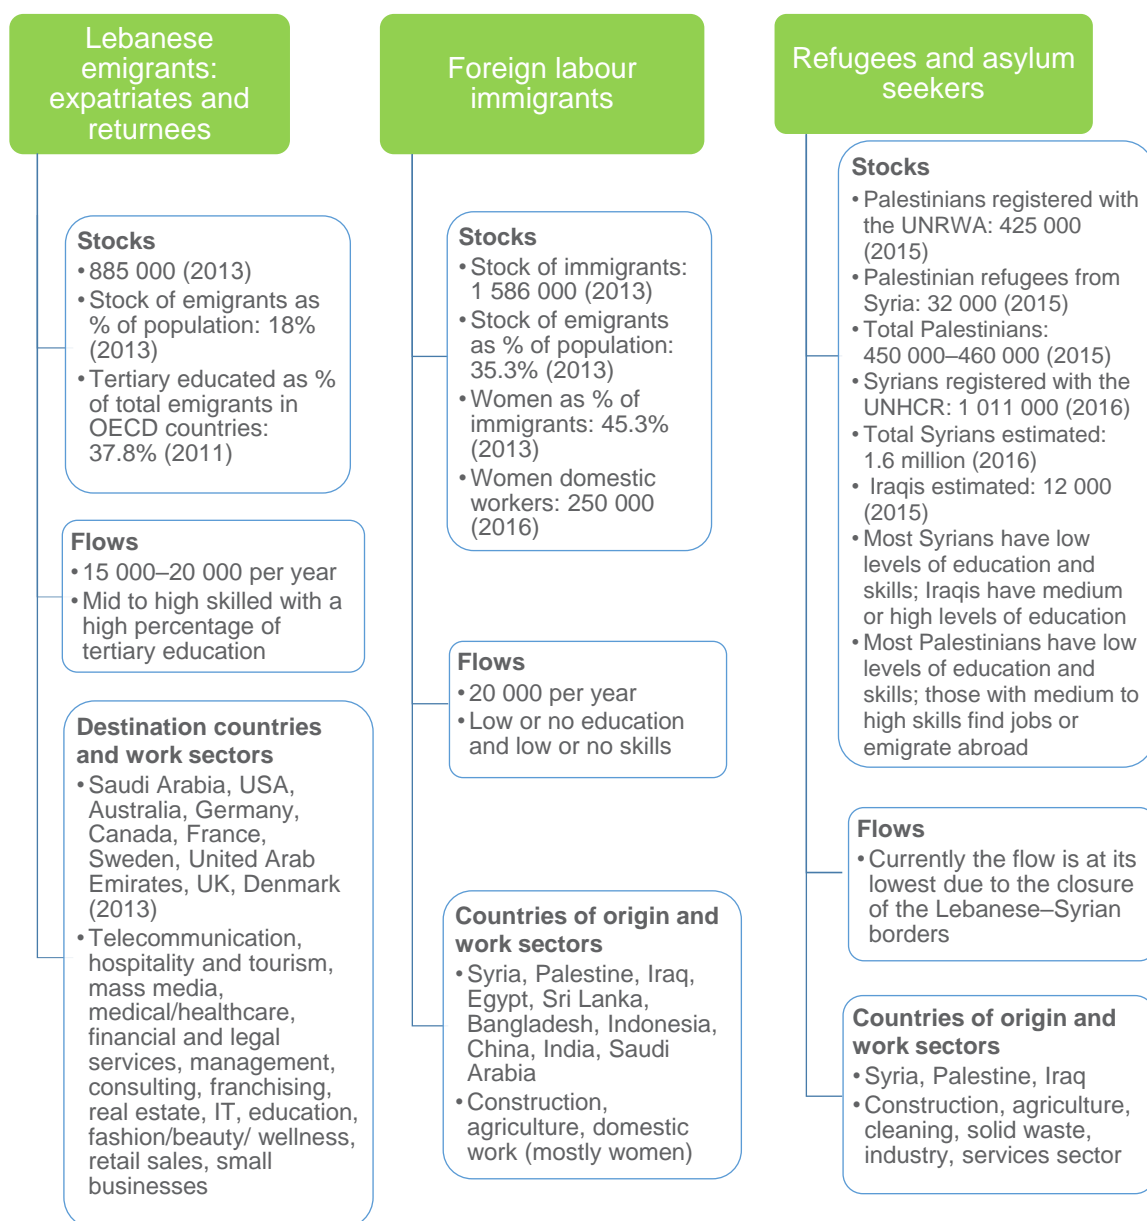 Lebanese
emigrants:
expatriates and
returnees
Stocks
• 885 000 (2013)
• Stock of emigrants as
% of population: 18%
(2013)
• Tertiary educated as %
of total emigrants in
OECD countries:
37.8% (2011)
Flows
• 15 000–20 000 per year
• Mid to high skilled with a
high percentage of
tertiary education
Destination countries
and work sectors
• Saudi Arabia, USA,
Australia, Germany,
Canada, France,
Sweden, United Arab
Emirates, UK, Denmark
(2013)
• Telecommunication,
hospitality and tourism,
mass media,
medical/healthcare,
financial and legal
services, management,
consulting, franchising,
real estate, IT, education,
fashion/beauty/ wellness,
retail sales, small
businesses
Foreign labour
immigrants
Stocks
• Stock of immigrants:
1 586 000 (2013)
• Stock of emigrants
as % of population:
35.3% (2013)
• Women as % of
immigrants: 45.3%
(2013)
• Women domestic
workers: 250 000
(2016)
Flows
• 20 000 per year
• Low or no education
and low or no skills
Countries of origin and
work sectors
• Syria, Palestine, Iraq,
Egypt, Sri Lanka,
Bangladesh, Indonesia,
China, India, Saudi
Arabia
• Construction,
agriculture, domestic
work (mostly women)
Refugees and asylum
seekers
Stocks
• Palestinians registered with
the UNRWA: 425 000
(2015)
• Palestinian refugees from
Syria: 32 000 (2015)
• Total Palestinians:
450 000–460 000 (2015)
• Syrians registered with the
UNHCR: 1 011 000 (2016)
• Total Syrians estimated:
1.6 million (2016)
• Iraqis estimated: 12 000
(2015)
• Most Syrians have low
levels of education and
skills; Iraqis have medium
or high levels of education
• Most Palestinians have low
levels of education and
skills; those with medium to
high skills find jobs or
emigrate abroad
Flows
• Currently the flow is at its
lowest due to the closure
of the Lebanese–Syrian
borders
Countries of origin and
work sectors
• Syria, Palestine, Iraq
• Construction, agriculture,
cleaning, solid waste,
industry, services sector